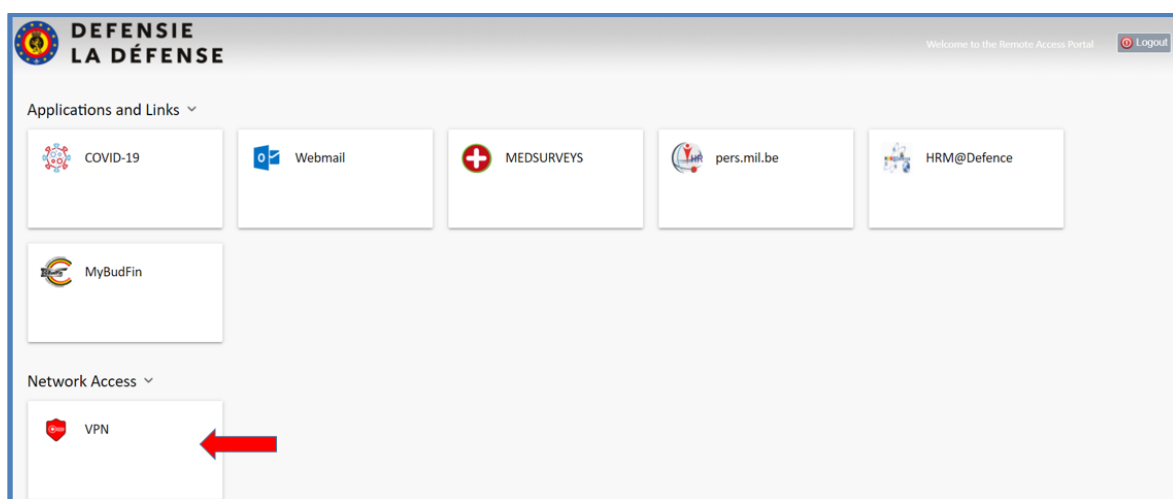 DEFENSIE
LA DÉFENSE
Welcome to the Remote Access Portal
Logout
Applications and Links
COVID-19
Webmail
MEDSURVEYS
pers.mil.be
HRM@Defence
MyBudFin
Network Access
VPN